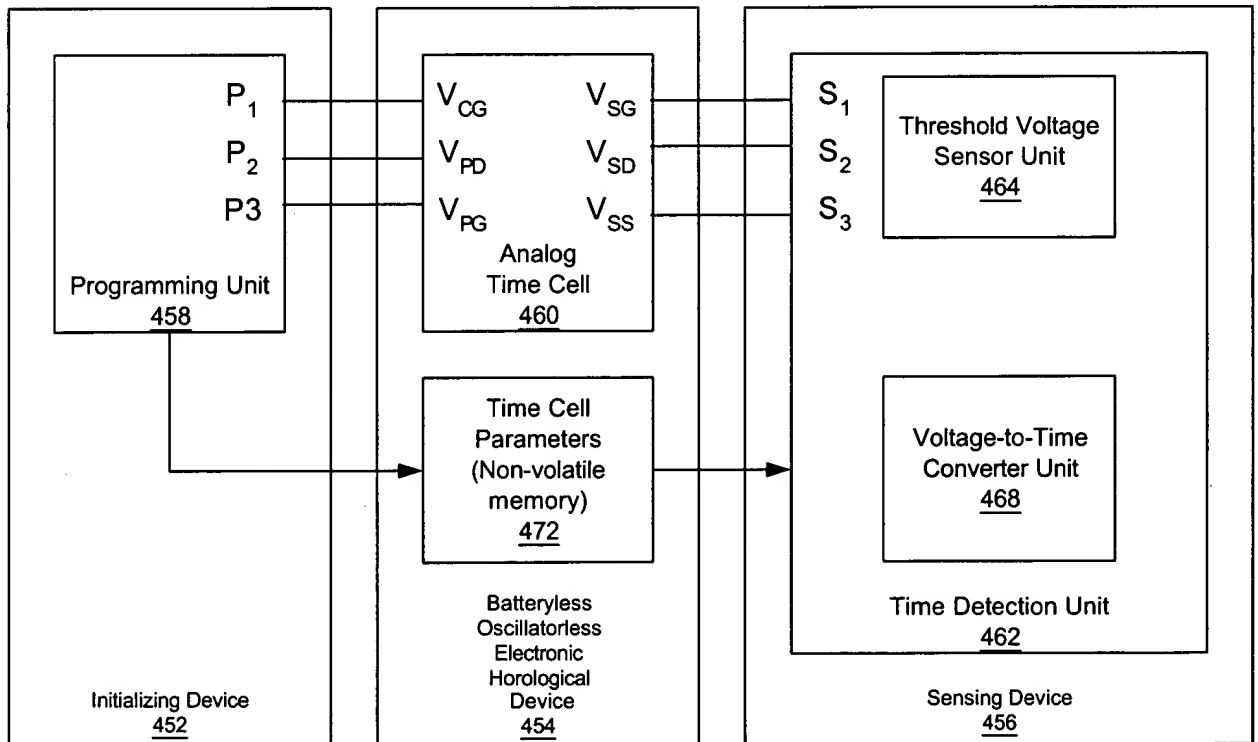 P1
P2
P3
Programming Unit
458
Initializing Device
452
VCG
VPD
VPG
VSG
VSD
VSS
Analog
Time Cell
460
Time Cell
Parameters
(Non-volatile
memory)
472
Batteryless
Oscillatorless
Electronic
Horological
Device
454
S1
S2
S3
Threshold Voltage
Sensor Unit
464
Voltage-to-Time
Converter Unit
468
Time Detection Unit
462
Sensing Device
456